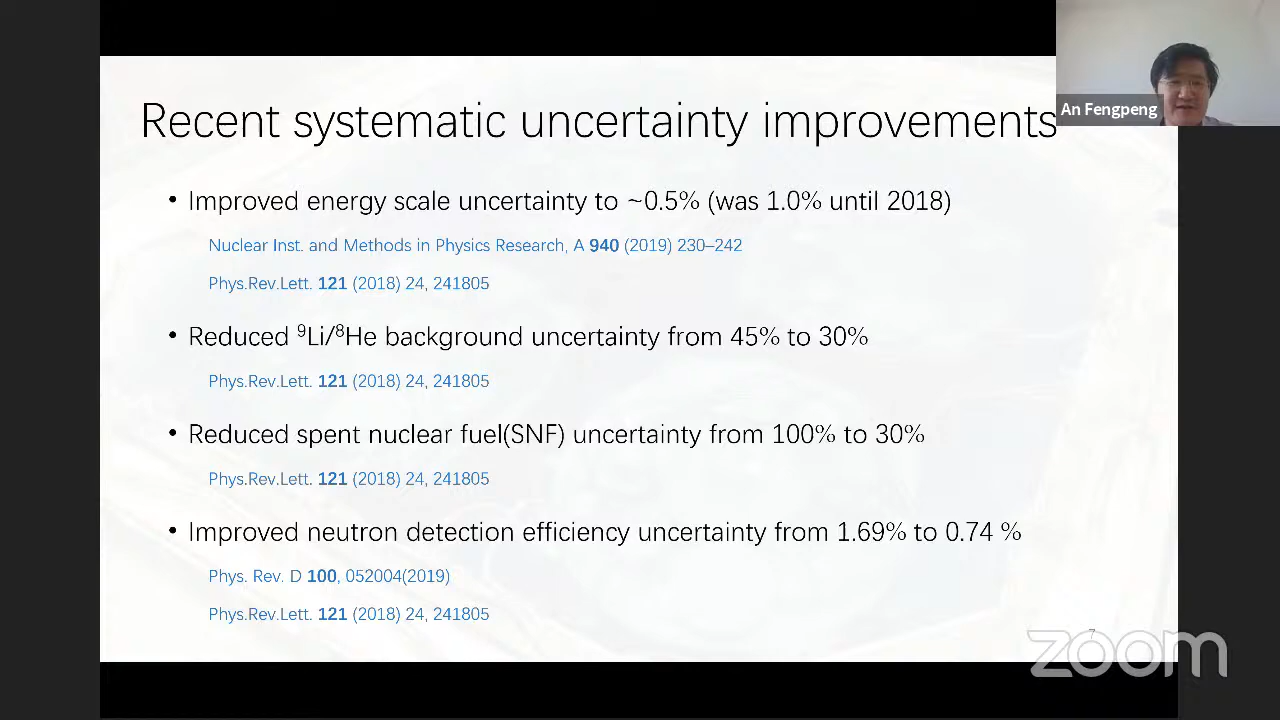 Recent systematic uncertainty improvements
An Fengpeng
• Improved energy scale uncertainty to ~0.5% (was 1.0% until 2018)
Nuclear Inst. and Methods in Physics Research, A 940 (2019) 230–242
Phys.Rev.Lett. 121 (2018) 24, 241805
• Reduced ⁹Li/⁸He background uncertainty from 45% to 30%
Phys.Rev.Lett. 121 (2018) 24, 241805
• Reduced spent nuclear fuel(SNF) uncertainty from 100% to 30%
Phys.Rev.Lett. 121 (2018) 24, 241805
• Improved neutron detection efficiency uncertainty from 1.69% to 0.74 %
Phys. Rev. D 100, 052004(2019)
Phys.Rev.Lett. 121 (2018) 24, 241805
7
zoom